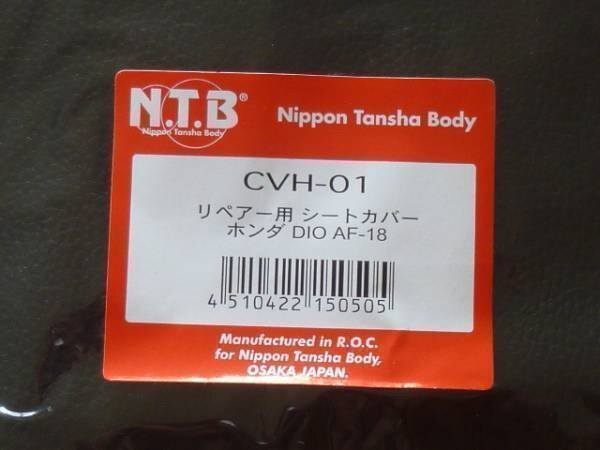 N.T.B®
Nippon Tansha Body
Nippon Tansha Body
CVH-01
リペアー用 シートカバー
ホンダ DIO AF-18
4 510422 150505
Manufactured in R.O.C.
for Nippon Tansha Body,
OSAKA JAPAN.